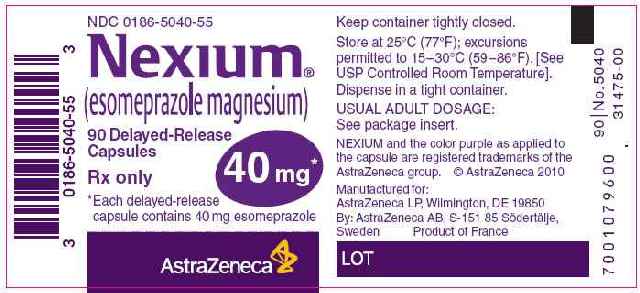 NDC 0186-5040-55
Nexium®
(esomeprazole magnesium)
90 Delayed-Release
Capsules
40 mg*
Rx only
*Each delayed-release
capsule contains 40 mg esomeprazole
AstraZeneca
3 0186-5040-55 3
Keep container tightly closed.
Store at 25°C (77°F); excursions
permitted to 15–30°C (59–86°F). [See
USP Controlled Room Temperature].
Dispense in a tight container.
USUAL ADULT DOSAGE:
See package insert.
NEXIUM and the color purple as applied to
the capsule are registered trademarks of the
AstraZeneca group. © AstraZeneca 2010
Manufactured for:
AstraZeneca LP, Wilmington, DE 19850
By: AstraZeneca AB, S-151 85 Södertälje,
Sweden Product of France
LOT
90 No.5040
31475-00
7001079600 .